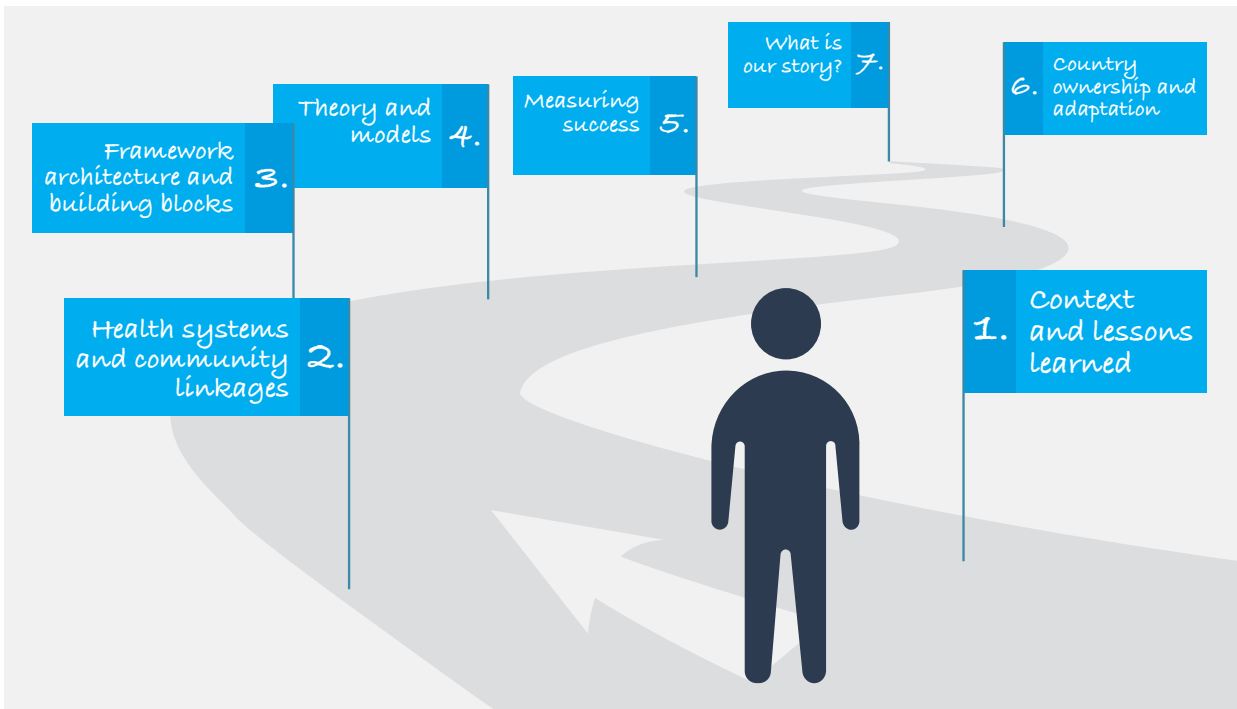 1.
Context
and lessons
learned
2.
Health systems
and community
linkages
3.
Framework
architecture and
building blocks
4.
Theory and
models
5.
Measuring
success
6.
Country
ownership and
adaptation
7.
What is
our story?